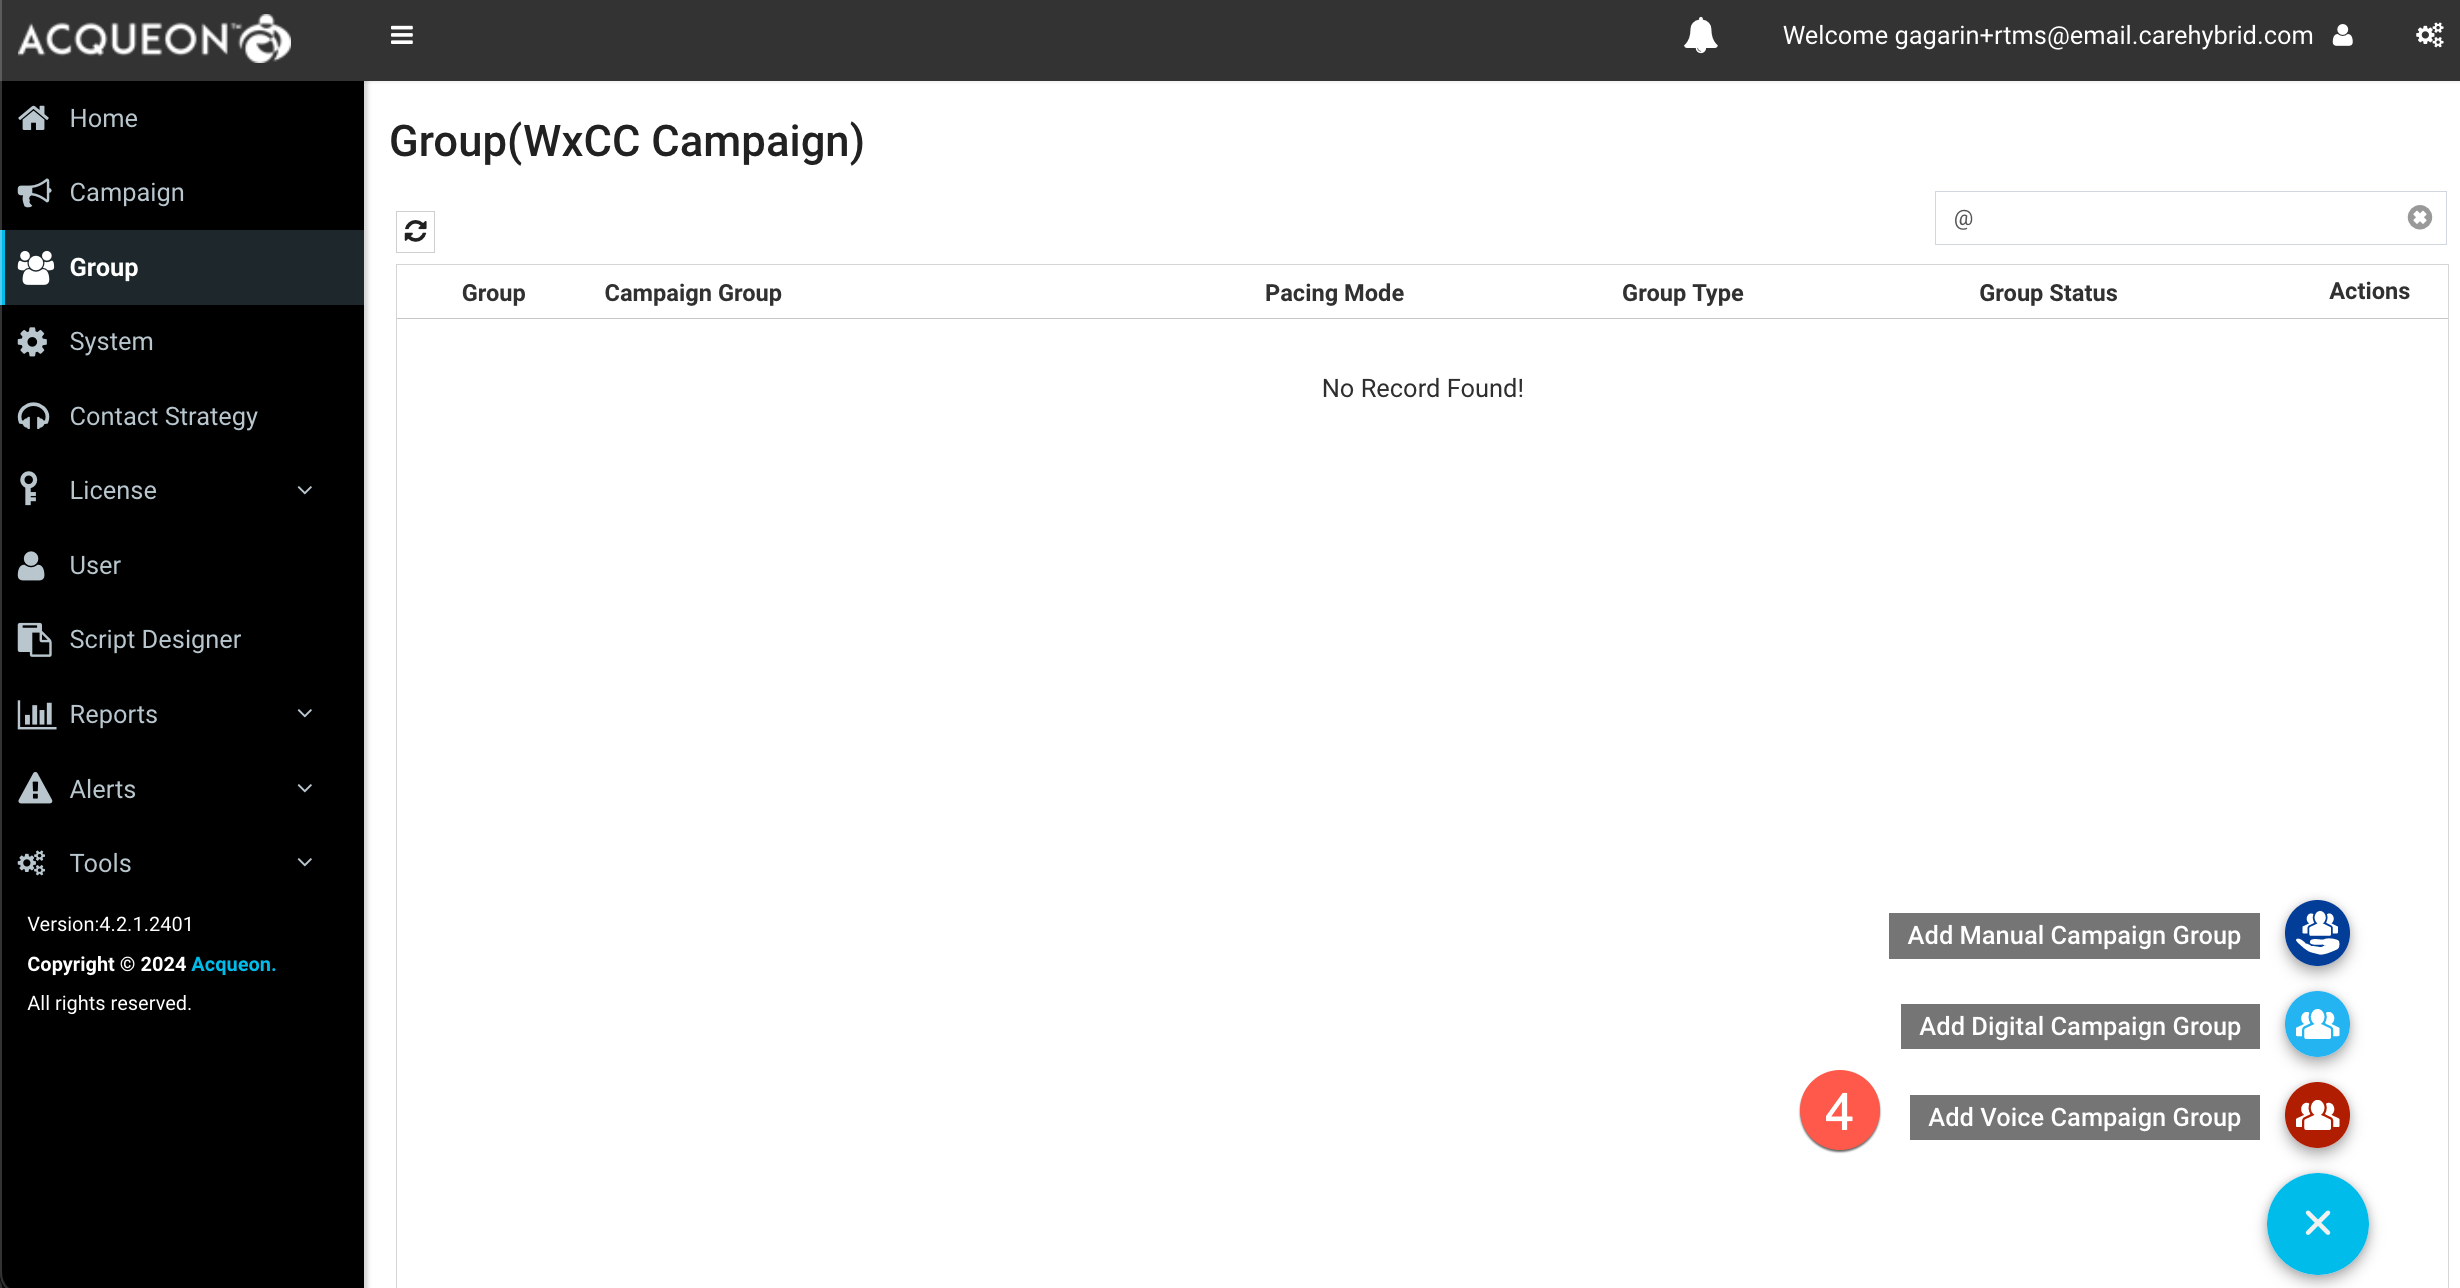 ACQUEON™
Welcome gagarin+rtms@email.carehybrid.com
Home
Campaign
Group
System
Contact Strategy
License
User
Script Designer
Reports
Alerts
Tools
Version:4.2.1.2401
Copyright © 2024 Acqueon.
All rights reserved.
Group(WxCC Campaign)
@
Group Campaign Group Pacing Mode Group Type Group Status Actions
No Record Found!
Add Manual Campaign Group
Add Digital Campaign Group
4 Add Voice Campaign Group